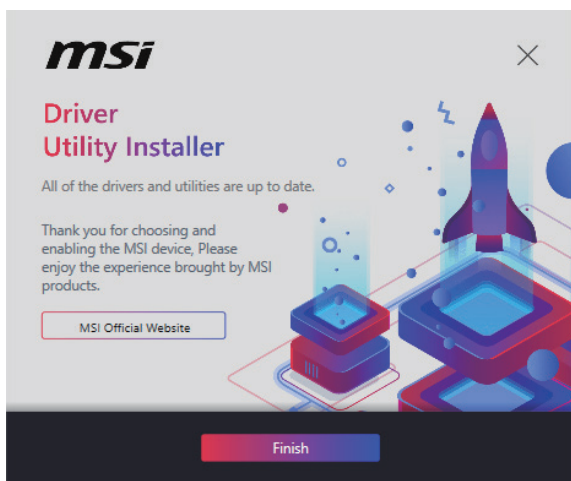 msi
Driver
Utility Installer
All of the drivers and utilities are up to date.
Thank you for choosing and
enabling the MSI device, Please
enjoy the experience brought by MSI
products.
MSI Official Website
Finish